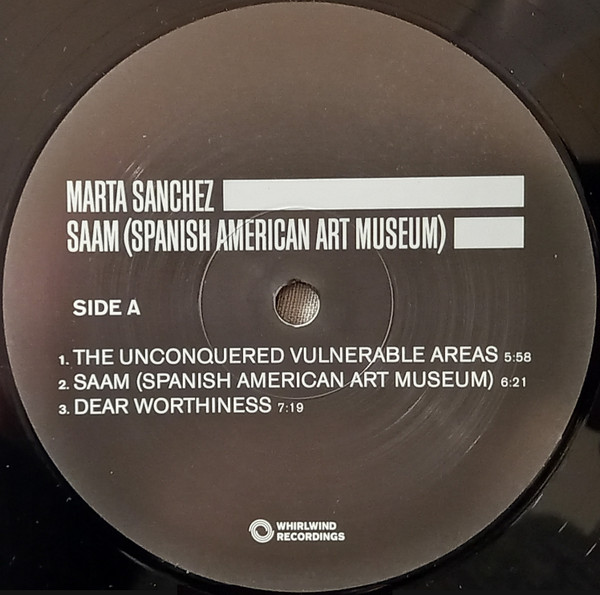 MARTA SANCHEZ
SAAM (SPANISH AMERICAN ART MUSEUM)
SIDE A
1. THE UNCONQUERED VULNERABLE AREAS 5:58
2. SAAM (SPANISH AMERICAN ART MUSEUM) 6:21
3. DEAR WORTHINESS 7:19
WHIRLWIND
RECORDINGS